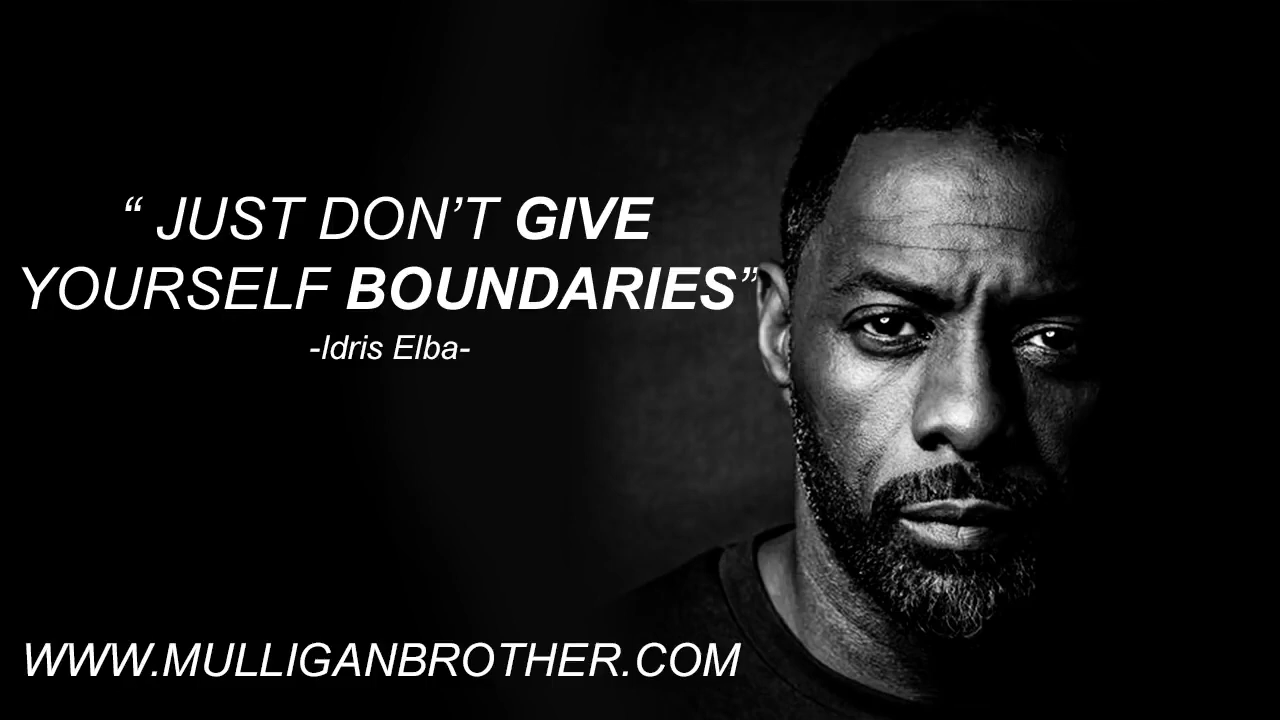 “ JUST DON’T GIVE
YOURSELF BOUNDARIES”
-Idris Elba-
WWW.MULLIGANBROTHER.COM